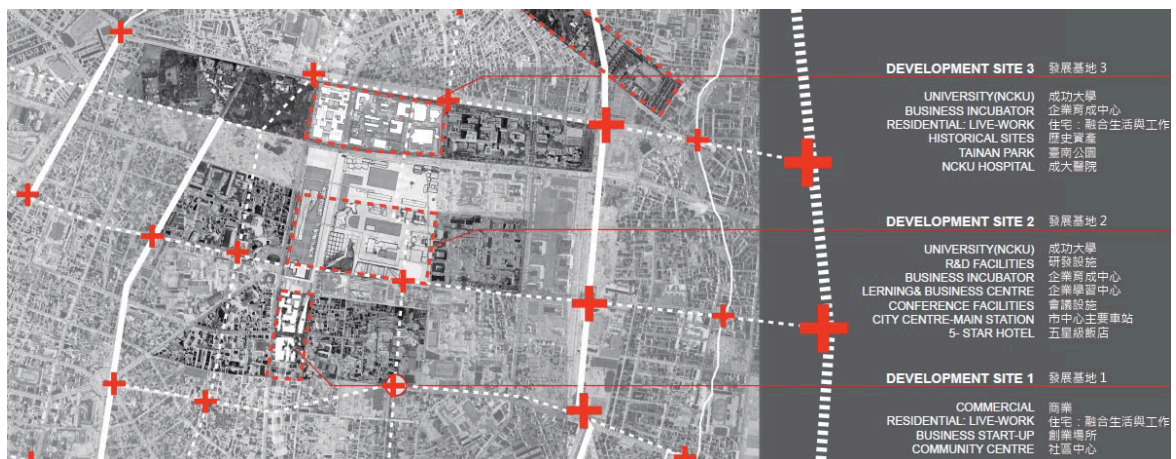 DEVELOPMENT SITE 3 發展基地 3
UNIVERSITY(NCKU) 成功大學
BUSINESS INCUBATOR 企業育成中心
RESIDENTIAL: LIVE-WORK 住宅：融合生活與工作
HISTORICAL SITES 歷史資產
TAINAN PARK 臺南公園
NCKU HOSPITAL 成大醫院
DEVELOPMENT SITE 2 發展基地 2
UNIVERSITY(NCKU) 成功大學
R&D FACILITIES 研發設施
BUSINESS INCUBATOR 企業育成中心
LERNING& BUSINESS CENTRE 企業學習中心
CONFERENCE FACILITIES 會議設施
CITY CENTRE-MAIN STATION 市中心主要車站
5- STAR HOTEL 五星級飯店
DEVELOPMENT SITE 1 發展基地 1
COMMERCIAL 商業
RESIDENTIAL: LIVE-WORK 住宅：融合生活與工作
BUSINESS START-UP 創業場所
COMMUNITY CENTRE 社區中心